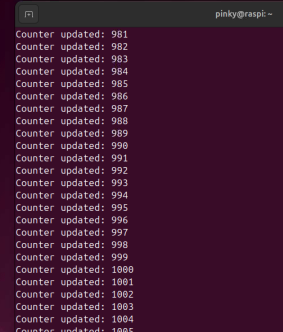 pinky@raspi: ~
Counter updated: 981
Counter updated: 982
Counter updated: 983
Counter updated: 984
Counter updated: 985
Counter updated: 986
Counter updated: 987
Counter updated: 988
Counter updated: 989
Counter updated: 990
Counter updated: 991
Counter updated: 992
Counter updated: 993
Counter updated: 994
Counter updated: 995
Counter updated: 996
Counter updated: 997
Counter updated: 998
Counter updated: 999
Counter updated: 1000
Counter updated: 1001
Counter updated: 1002
Counter updated: 1003
Counter updated: 1004
Counter updated: 1005